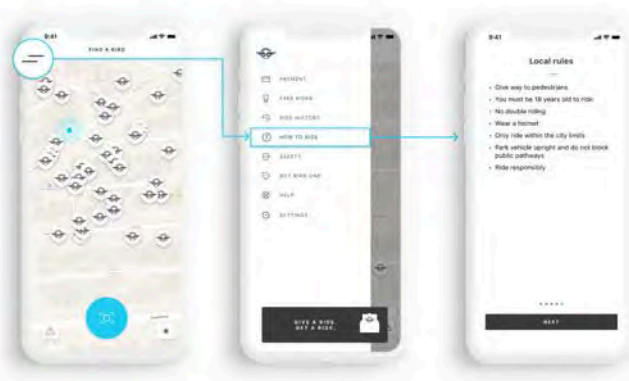 9:41
FIND A BIRD
PAYMENT
FREE RIDES
RIDE HISTORY
HOW TO RIDE
SAFETY
HELP
SETTINGS
GIVE A RIDE.
GET A RIDE.
9:41
Local rules
• Give way to pedestrians
• You must be 18 years old to ride
• No double riding
• Wear a helmet
• Only ride within the city limits
• Park vehicle upright and do not block
public pathways
• Ride responsibly
NEXT